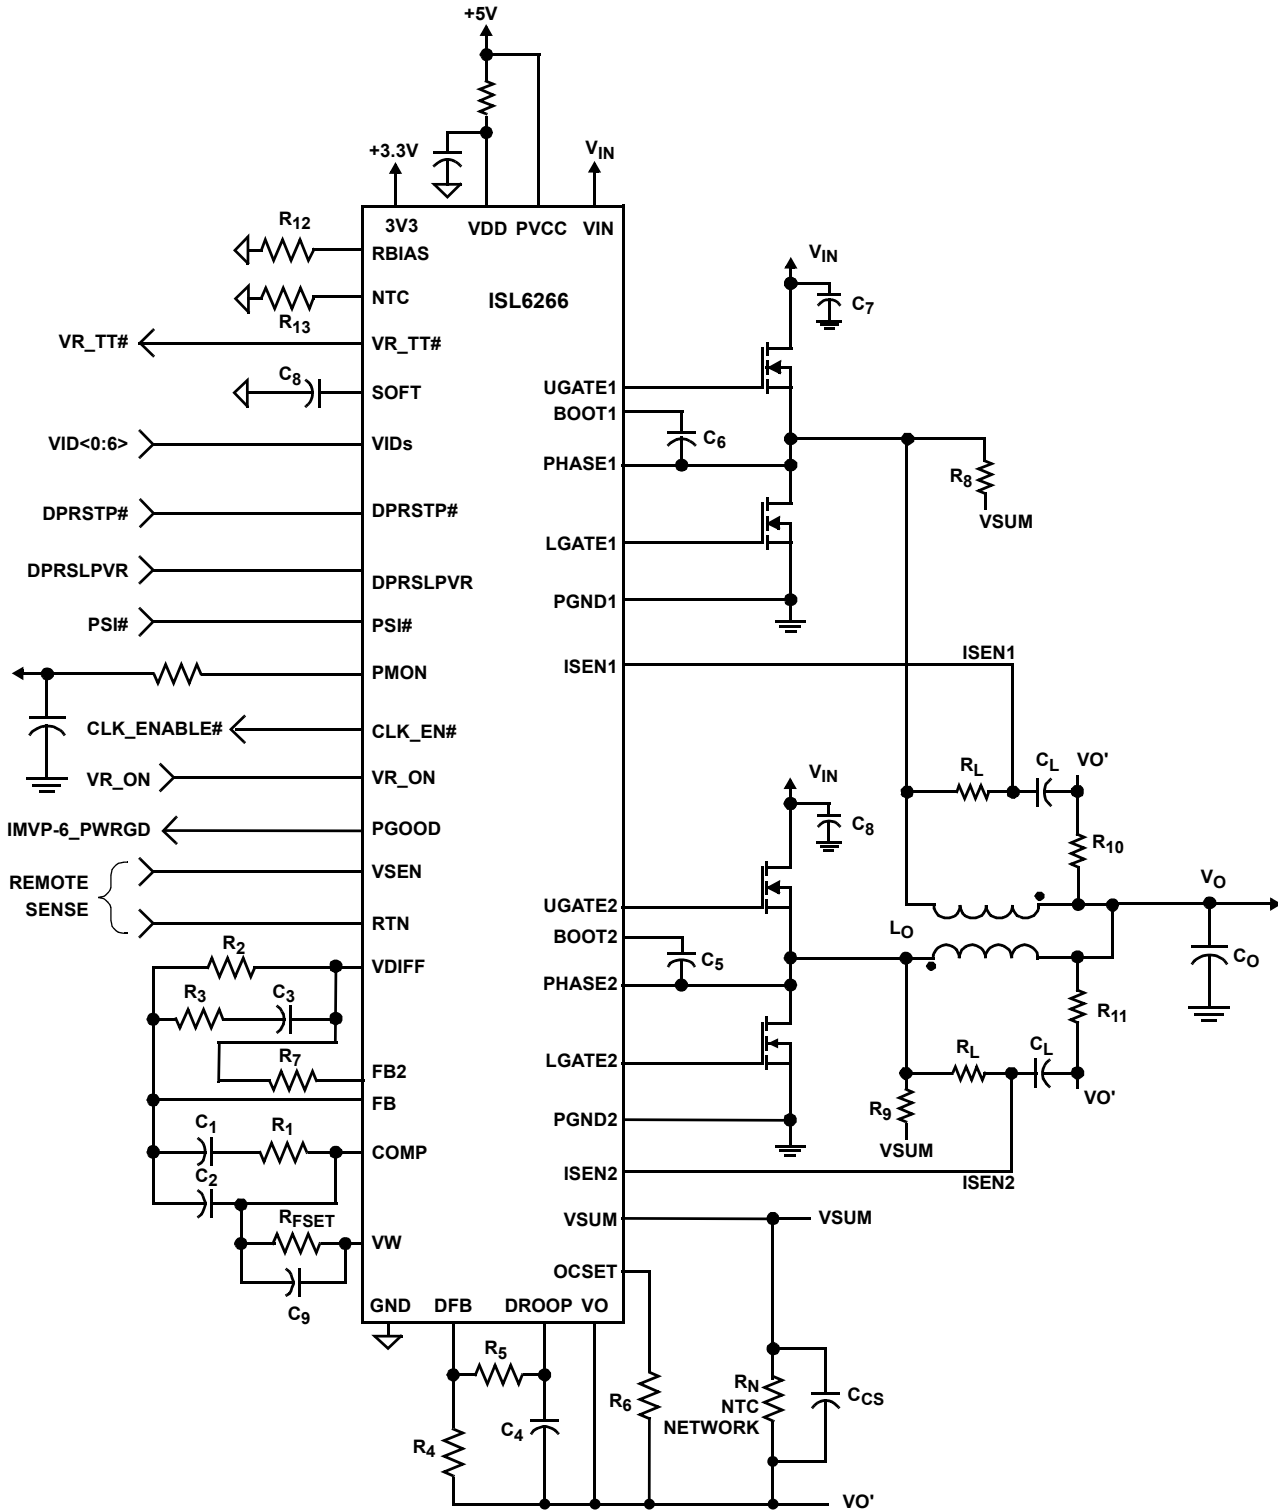 +5V
+3.3V
VIN
3V3
VDD
PVCC
VIN
R12
RBIAS
VIN
ISL6266
NTC
R13
C7
VR_TT#
VR_TT#
C8
SOFT
UGATE1
BOOT1
VID<0:6>
VIDs
C6
PHASE1
R8
DPRSTP#
DPRSTP#
VSUM
LGATE1
DPRSLPVR
DPRSLPVR
PGND1
PSI#
PSI#
ISEN1
ISEN1
PMON
CLK_ENABLE#
CLK_EN#
VR_ON
VR_ON
VIN
RL
CL
VO'
IMVP-6_PWRGD
PGOOD
C8
R10
REMOTE
SENSE
VSEN
VO
RTN
UGATE2
LO
BOOT2
R2
VDIFF
C5
CO
R3
C3
PHASE2
R11
R7
FB2
LGATE2
RL
CL
FB
VO'
R9
C1
R1
PGND2
COMP
VSUM
C2
ISEN2
ISEN2
RFSET
VSUM
VSUM
VW
OCSET
C9
GND
DFB
DROOP
VO
R5
R6
RN
NTC
NETWORK
CCS
C4
R4
VO'